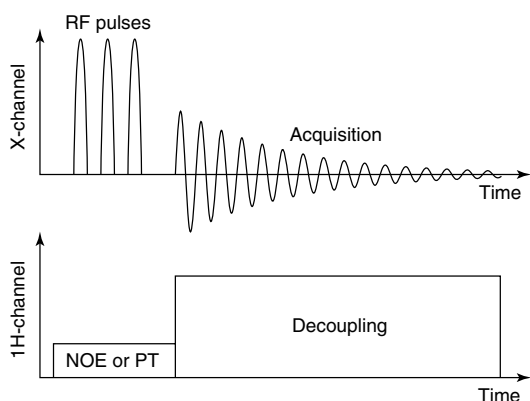 RF pulses
X-channel
Acquisition
Time
1H-channel
Decoupling
NOE or PT
Time